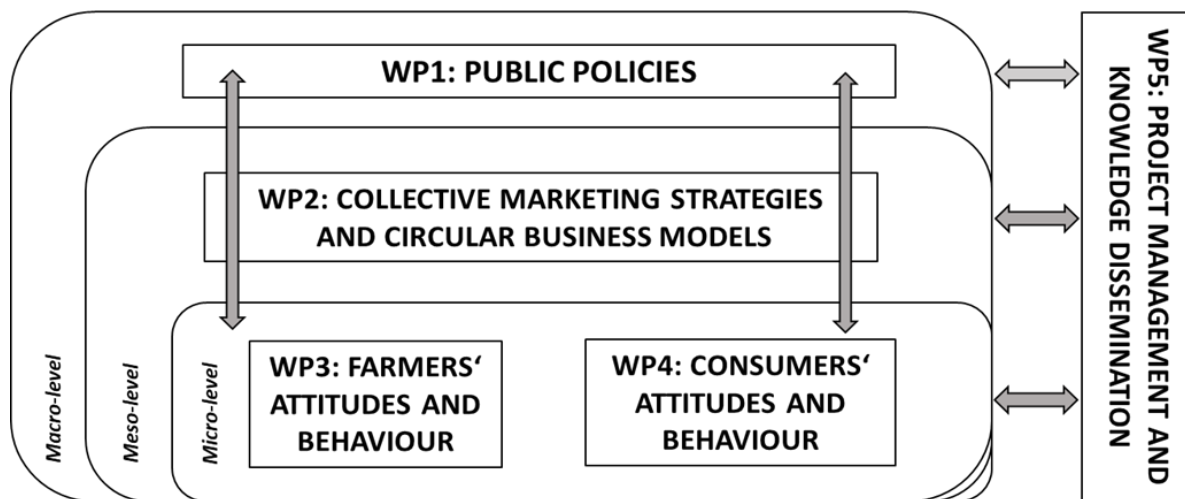 WP1: PUBLIC POLICIES
WP2: COLLECTIVE MARKETING STRATEGIES
AND CIRCULAR BUSINESS MODELS
WP3: FARMERS‘
ATTITUDES AND
BEHAVIOUR
WP4: CONSUMERS‘
ATTITUDES AND
BEHAVIOUR
Macro-level
Meso-level
Micro-level
WP5: PROJECT MANAGEMENT AND
KNOWLEDGE DISSEMINATION